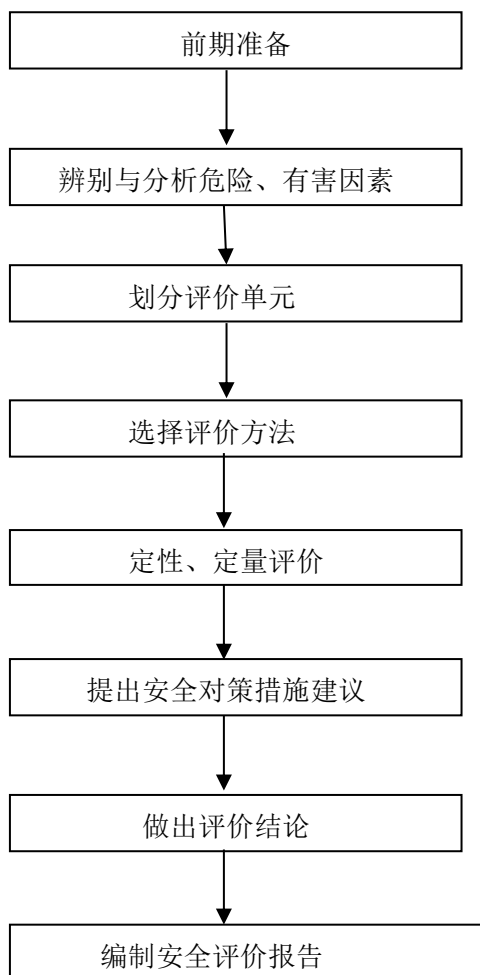 前期准备
辨别与分析危险、有害因素
划分评价单元
选择评价方法
定性、定量评价
提出安全对策措施建议
做出评价结论
编制安全评价报告